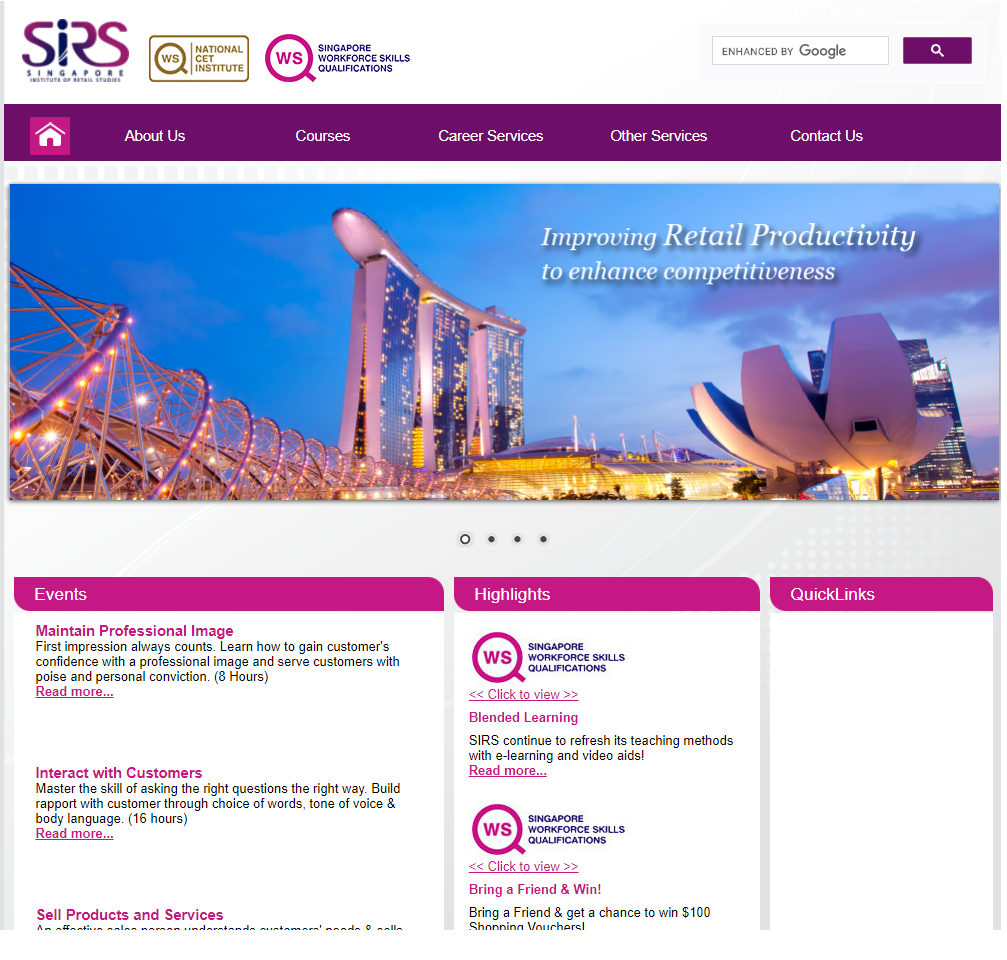 SIRS
SINGAPORE
INSTITUTE OF RETAIL STUDIES
WS
NATIONAL
CET
INSTITUTE
WS
SINGAPORE
WORKFORCE SKILLS
QUALIFICATIONS
ENHANCED BY Google
About Us
Courses
Career Services
Other Services
Contact Us
Improving Retail Productivity
to enhance competitiveness
Events
Maintain Professional Image
First impression always counts. Learn how to gain customer's
confidence with a professional image and serve customers with
poise and personal conviction. (8 Hours)
Read more...
Interact with Customers
Master the skill of asking the right questions the right way. Build
rapport with customer through choice of words, tone of voice &
body language. (16 hours)
Read more...
Sell Products and Services
An effective sales person understands customers' needs & sells
Highlights
WS
SINGAPORE
WORKFORCE SKILLS
QUALIFICATIONS
<< Click to view >>
Blended Learning
SIRS continue to refresh its teaching methods
with e-learning and video aids!
Read more...
WS
SINGAPORE
WORKFORCE SKILLS
QUALIFICATIONS
<< Click to view >>
Bring a Friend & Win!
Bring a Friend & get a chance to win $100
Shopping Vouchers!
QuickLinks